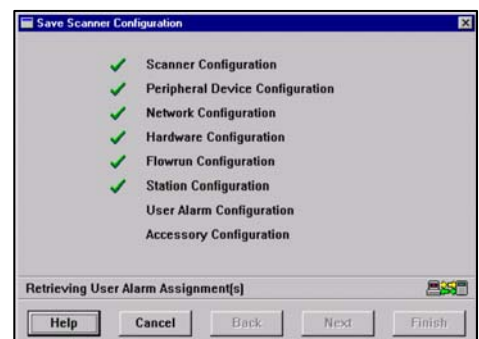 Save Scanner Configuration
Scanner Configuration
Peripheral Device Configuration
Network Configuration
Hardware Configuration
Flowrun Configuration
Station Configuration
User Alarm Configuration
Accessory Configuration
Retrieving User Alarm Assignment(s)
Help Cancel Back Next Finish